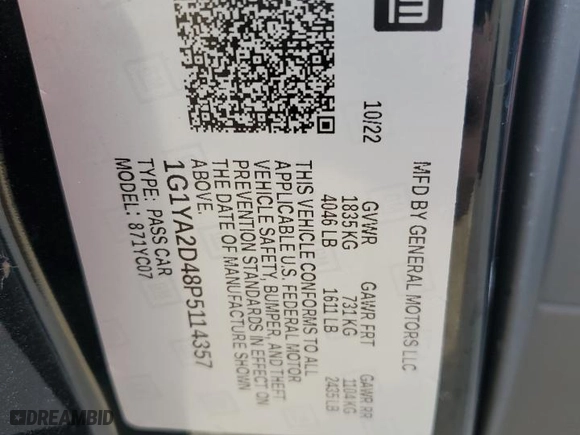 GM
MFD BY GENERAL MOTORS LLC
10/22
GVWR GAWR FRT GAWR RR
1835 KG 731 KG 1104 KG
4046 LB 1611 LB 2435 LB
THIS VEHICLE CONFORMS TO ALL
APPLICABLE U.S. FEDERAL MOTOR
VEHICLE SAFETY, BUMPER, AND THEFT
PREVENTION STANDARDS IN EFFECT ON
THE DATE OF MANUFACTURE SHOWN
ABOVE.
1G1YA2D48P5114357
TYPE: PASS CAR
MODEL: 871YC07
DREAMBID